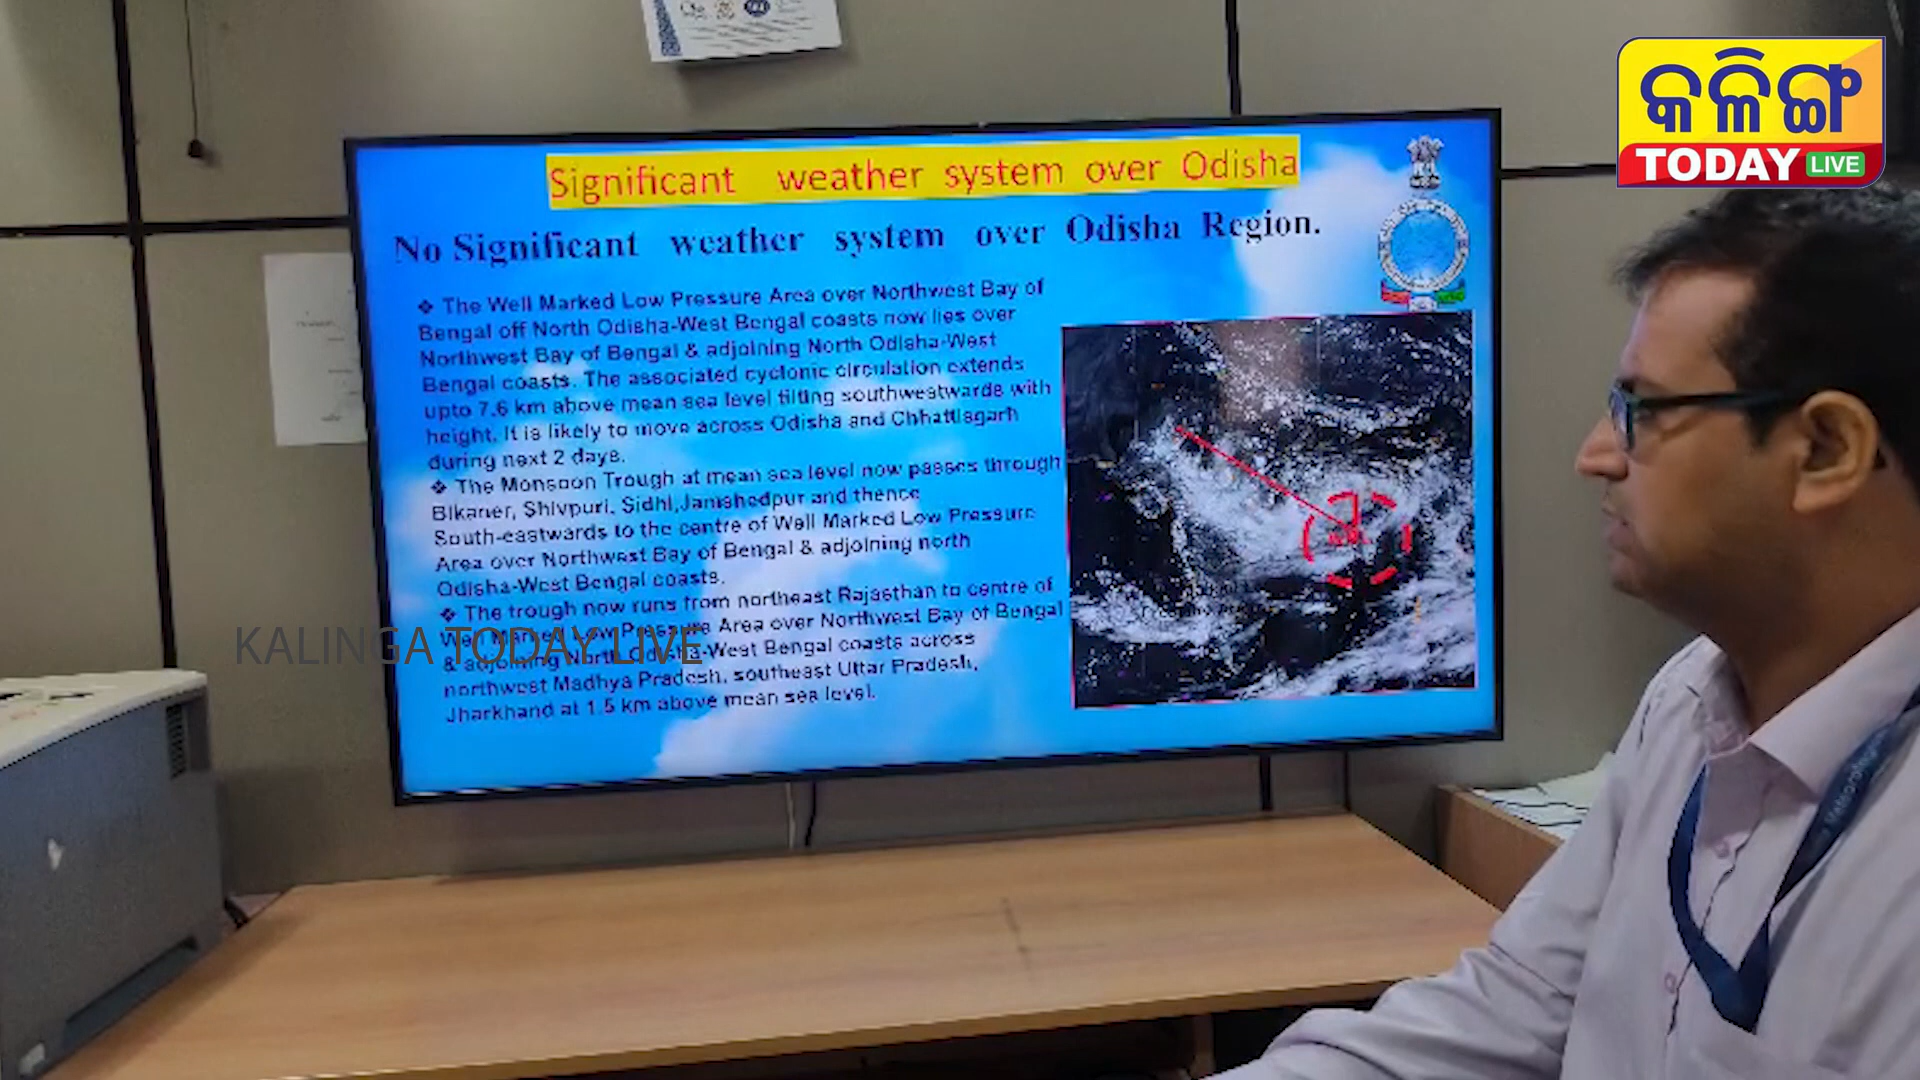 କଳିଙ୍ଗ
TODAY LIVE
Significant weather system over Odisha
No Significant weather system over Odisha Region.
❖ The Well Marked Low Pressure Area over Northwest Bay of
Bengal off North Odisha-West Bengal coasts now lies over
Northwest Bay of Bengal & adjoining North Odisha-West
Bengal coasts. The associated cyclonic circulation extends
upto 7.6 km above mean sea level tilting southwestwards with
height. It is likely to move across Odisha and Chhattisgarh
during next 2 days.
❖ The Monsoon Trough at mean sea level now passes through
Bikaner, Shivpuri, Sidhi,Jamshedpur and thence
South-eastwards to the centre of Well Marked Low Pressure
Area over Northwest Bay of Bengal & adjoining north
Odisha-West Bengal coasts.
❖ The trough now runs from northeast Rajasthan to centre of
Well Marked Low Pressure Area over Northwest Bay of Bengal
& adjoining North Odisha-West Bengal coasts across
northwest Madhya Pradesh, southeast Uttar Pradesh,
Jharkhand at 1.5 km above mean sea level.
KALINGA TODAY LIVE